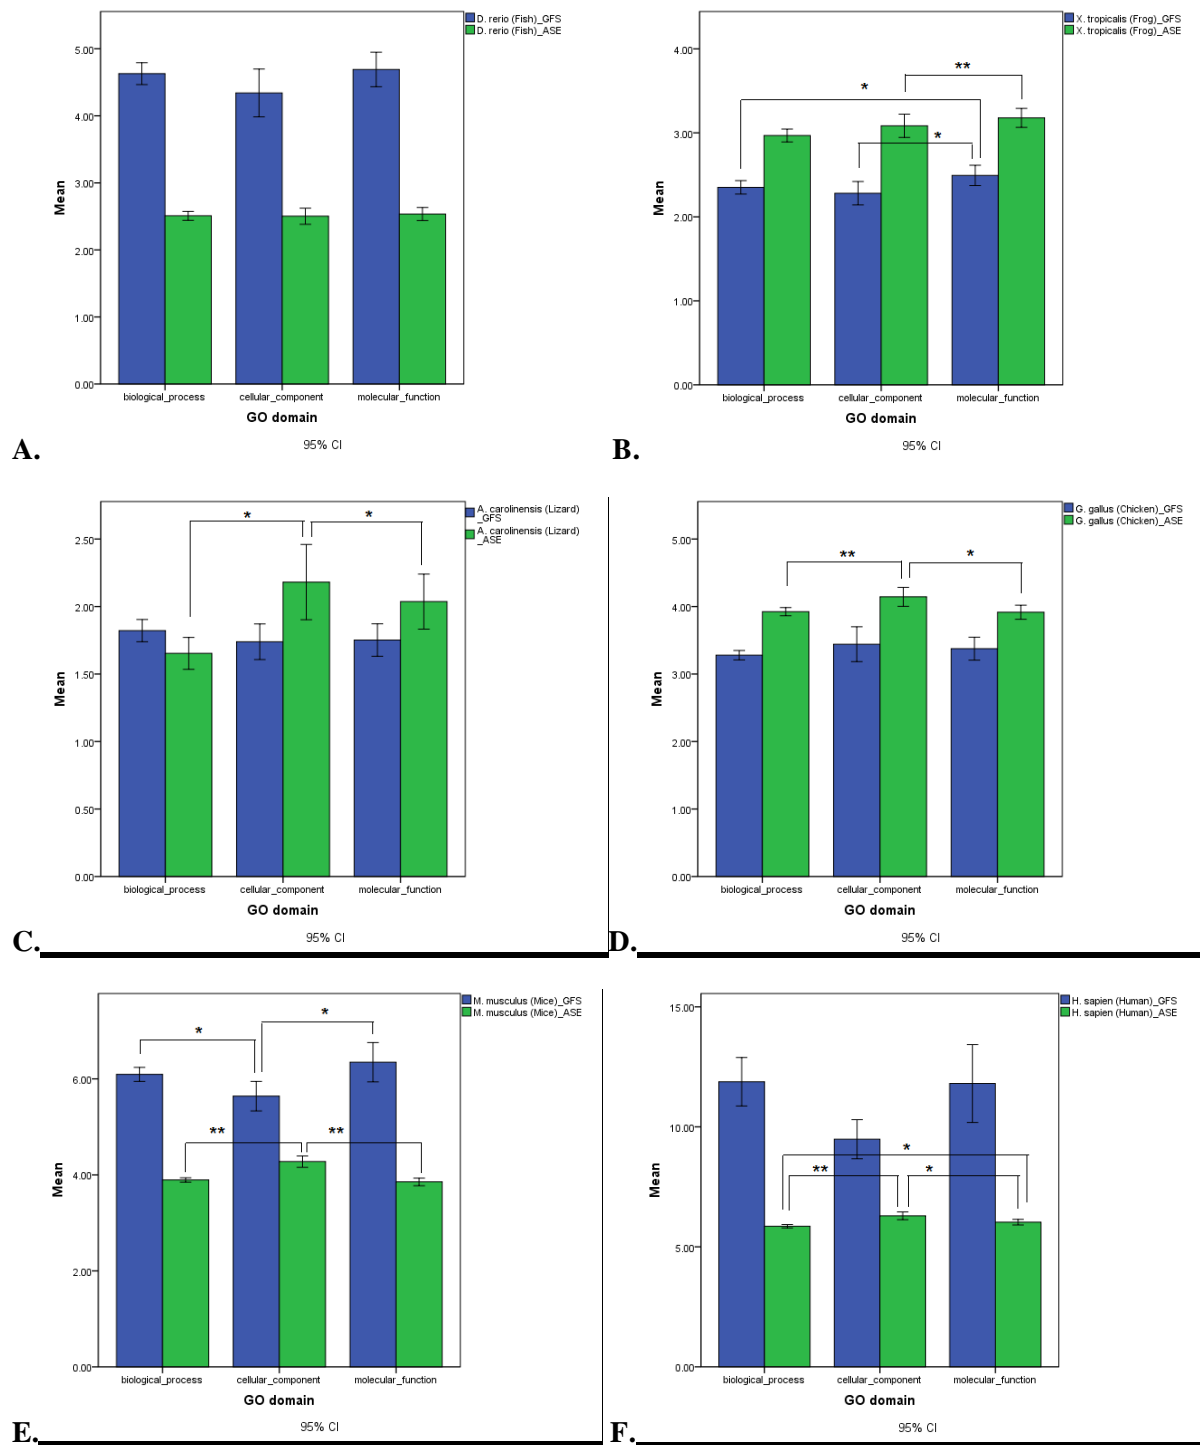 D. rerio (Fish)_GFS
D. rerio (Fish)_ASE
5.00
4.00
3.00
2.00
1.00
0.00
Mean
biological_process cellular_component molecular_function
GO domain
95% CI
A.
X. tropicalis (Frog)_GFS
X. tropicalis (Frog)_ASE
4.00
3.00
2.00
1.00
0.00
Mean
**
*
*
biological_process cellular_component molecular_function
GO domain
95% CI
B.
A. carolinensis (Lizard)
_GFS
A. carolinensis (Lizard)
_ASE
2.50
2.00
1.50
1.00
0.50
0.00
Mean
* *
biological_process cellular_component molecular_function
GO domain
95% CI
C.
G. gallus (Chicken)_GFS
G. gallus (Chicken)_ASE
5.00
4.00
3.00
2.00
1.00
0.00
Mean
** *
biological_process cellular_component molecular_function
GO domain
95% CI
D.
M. musculus (Mice)_GFS
M. musculus (Mice)_ASE
6.00
4.00
2.00
0.00
Mean
*
*
** **
biological_process cellular_component molecular_function
GO domain
95% CI
E.
H. sapien (Human)_GFS
H. sapien (Human)_ASE
15.00
10.00
5.00
0.00
Mean
*
** *
biological_process cellular_component molecular_function
GO domain
95% CI
F.